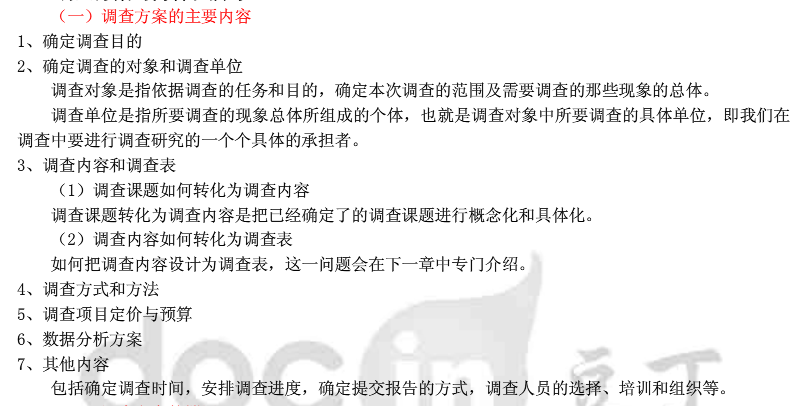 （一）调查方案的主要内容
1、确定调查目的
2、确定调查的对象和调查单位
调查对象是指依据调查的任务和目的，确定本次调查的范围及需要调查的那些现象的总体。
调查单位是指所要调查的现象总体所组成的个体，也就是调查对象中所要调查的具体单位，即我们在
调查中要进行调查研究的一个个具体的承担者。
3、调查内容和调查表
（1）调查课题如何转化为调查内容
调查课题转化为调查内容是把已经确定了的调查课题进行概念化和具体化。
（2）调查内容如何转化为调查表
如何把调查内容设计为调查表，这一问题会在下一章中专门介绍。
4、调查方式和方法
5、调查项目定价与预算
6、数据分析方案
7、其他内容
包括确定调查时间，安排调查进度，确定提交报告的方式，调查人员的选择、培训和组织等。
docin 豆丁